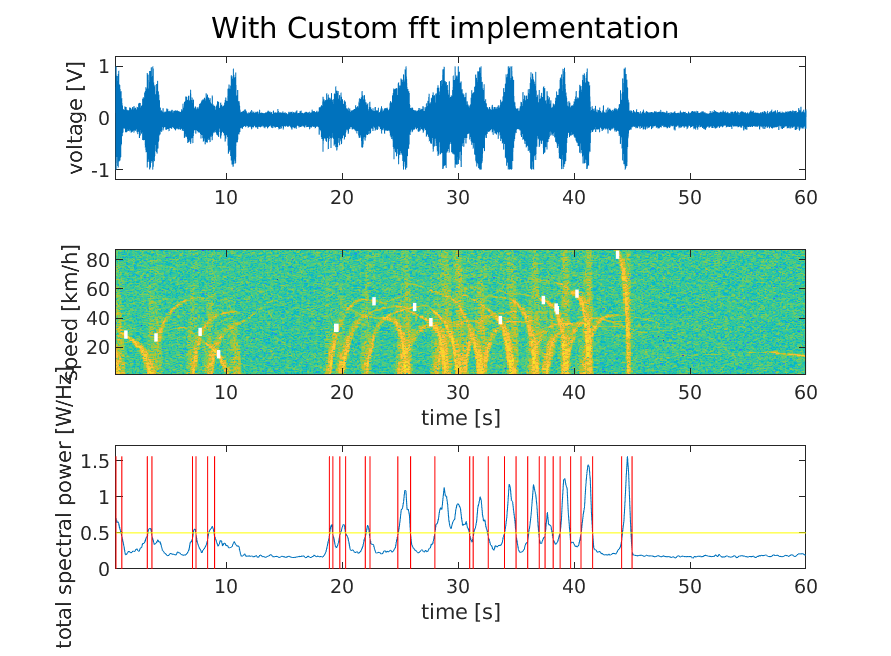 With Custom fft implementation
voltage [V]
1
0
-1
10 20 30 40 50 60
speed [km/h]
80
60
40
20
10 20 30 40 50 60
time [s]
total spectral power [W/Hz]
1.5
1
0.5
0
10 20 30 40 50 60
time [s]